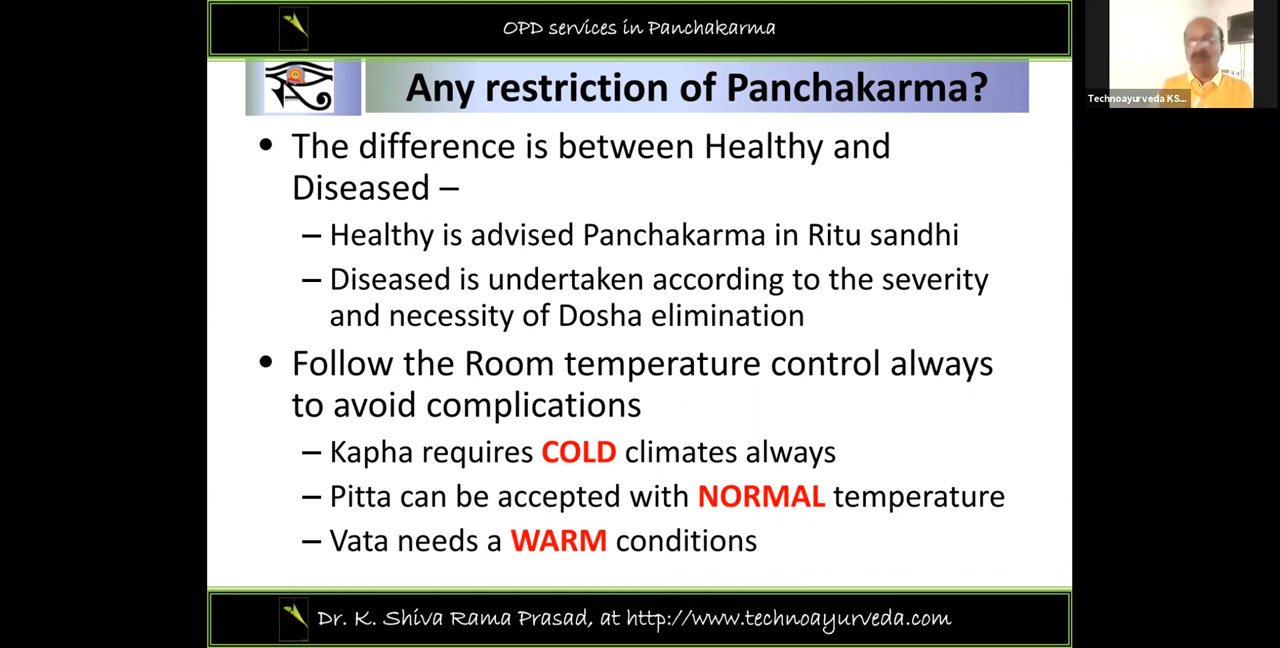 OPD services in Panchakarma
Technoayurveda KS...
Any restriction of Panchakarma?
• The difference is between Healthy and
Diseased –
– Healthy is advised Panchakarma in Ritu sandhi
– Diseased is undertaken according to the severity
and necessity of Dosha elimination
• Follow the Room temperature control always
to avoid complications
– Kapha requires COLD climates always
– Pitta can be accepted with NORMAL temperature
– Vata needs a WARM conditions
Dr. K. Shiva Rama Prasad, at http://www.technoayurveda.com